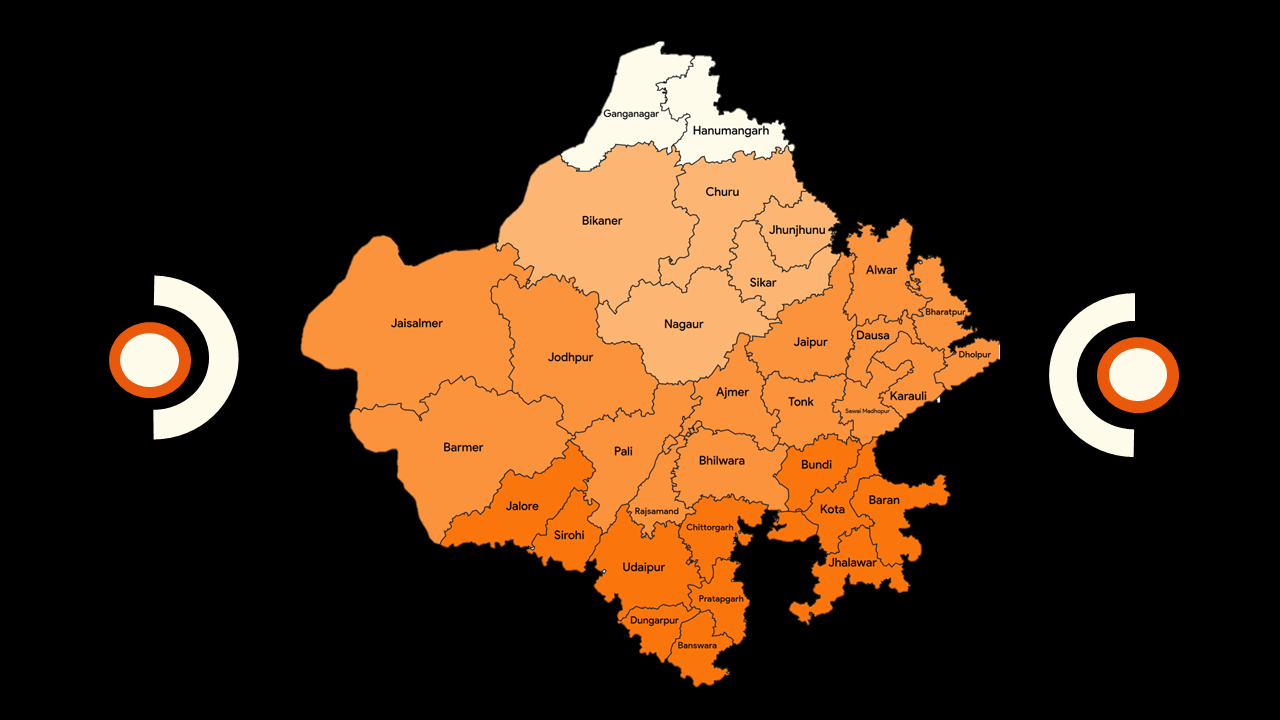 Ganganagar
Hanumangarh
Churu
Bikaner
Jhunjhunu
Alwar
Sikar
Bharatpur
Jaisalmer
Nagaur
Dausa
Jaipur
Dholpur
Jodhpur
Ajmer
Karauli
Tonk
Sawai Madhopur
Barmer
Pali
Bhilwara
Bundi
Baran
Jalore
Kota
Rajsamand
Chittorgarh
Sirohi
Jhalawar
Udaipur
Pratapgarh
Dungarpur
Banswara